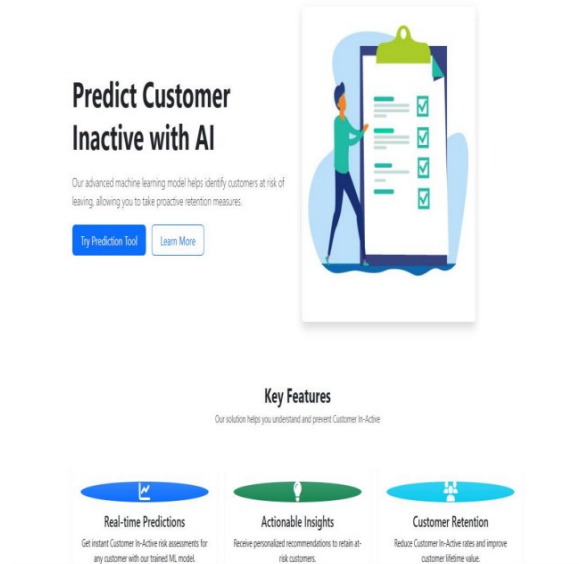 Predict Customer
Inactive with AI
Our advanced machine learning model helps identify customers at risk of
leaving, allowing you to take proactive retention measures.
Try Prediction Tool
Learn More
Key Features
Our solution helps you understand and prevent Customer In-Active
Real-time Predictions
Get instant Customer In-Active risk assessments for
any customer with our trained ML model.
Actionable Insights
Receive personalized recommendations to retain at-
risk customers.
Customer Retention
Reduce Customer In-Active rates and improve
customer lifetime value.